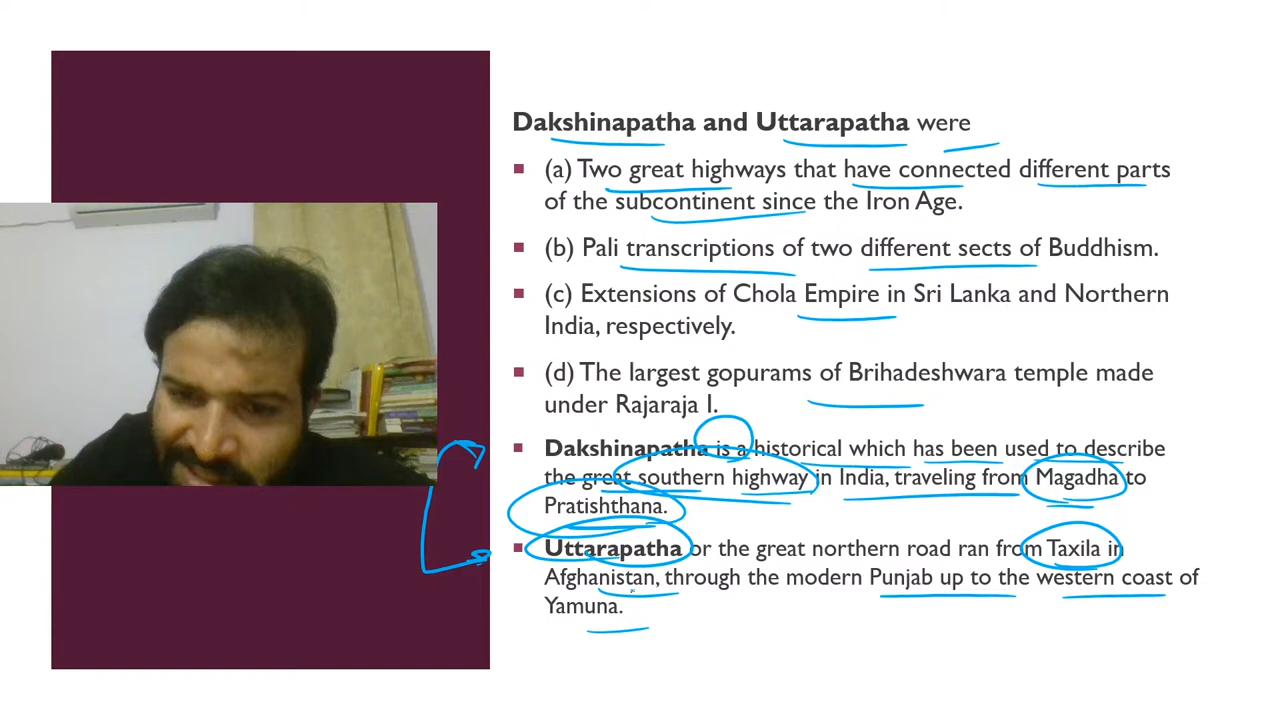 Dakshinapatha and Uttarapatha were
(a) Two great highways that have connected different parts
of the subcontinent since the Iron Age.
(b) Pali transcriptions of two different sects of Buddhism.
(c) Extensions of Chola Empire in Sri Lanka and Northern
India, respectively.
(d) The largest gopurams of Brihadeshwara temple made
under Rajaraja I.
Dakshinapatha is a historical which has been used to describe
the great southern highway in India, traveling from Magadha to
Pratishthana.
Uttarapatha or the great northern road ran from Taxila in
Afghanistan, through the modern Punjab up to the western coast of
Yamuna.